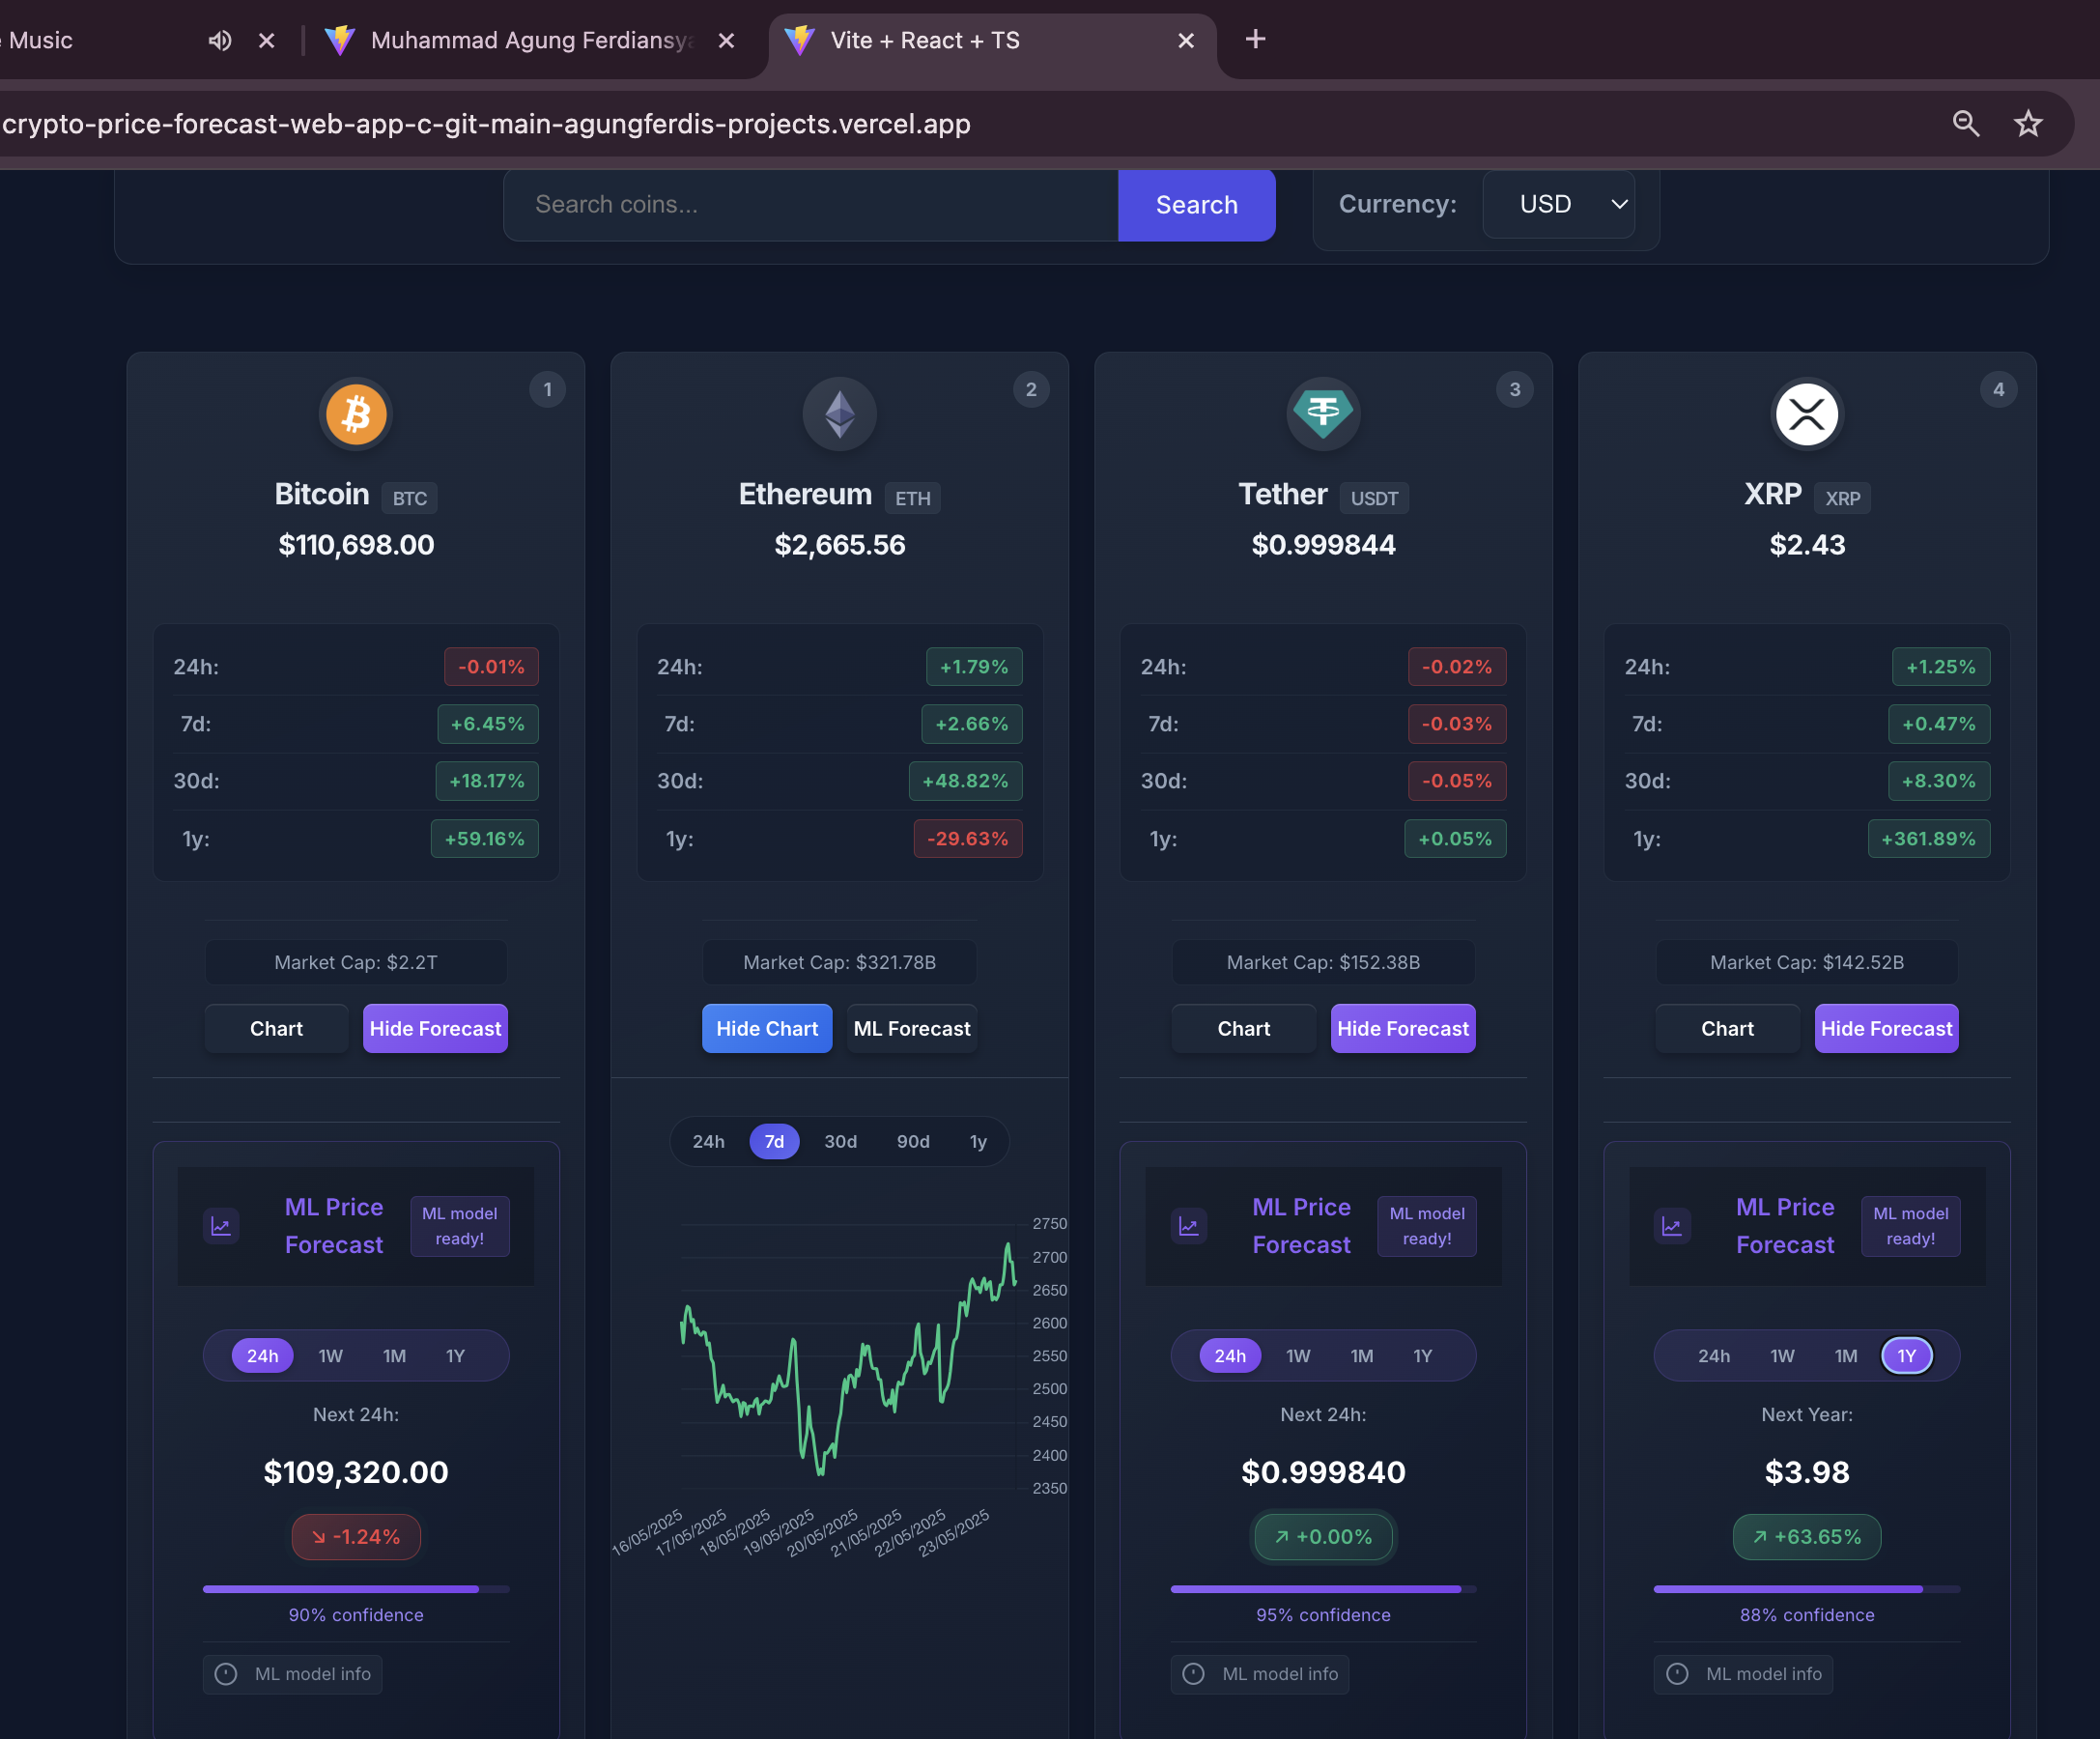 Music
Muhammad Agung Ferdiansya
Vite + React + TS
crypto-price-forecast-web-app-c-git-main-agungferdis-projects.vercel.app
Search coins...
Search
Currency:
USD
1
Bitcoin BTC
$110,698.00
24h: -0.01%
7d: +6.45%
30d: +18.17%
1y: +59.16%
Market Cap: $2.2T
Chart
Hide Forecast
ML Price
Forecast
ML model
ready!
24h 1W 1M 1Y
Next 24h:
$109,320.00
-1.24%
90% confidence
ML model info
2
Ethereum ETH
$2,665.56
24h: +1.79%
7d: +2.66%
30d: +48.82%
1y: -29.63%
Market Cap: $321.78B
Hide Chart
ML Forecast
24h 7d 30d 90d 1y
2750
2700
2650
2600
2550
2500
2450
2400
2350
16/05/2025
17/05/2025
18/05/2025
19/05/2025
20/05/2025
21/05/2025
22/05/2025
23/05/2025
3
Tether USDT
$0.999844
24h: -0.02%
7d: -0.03%
30d: -0.05%
1y: +0.05%
Market Cap: $152.38B
Chart
Hide Forecast
ML Price
Forecast
ML model
ready!
24h 1W 1M 1Y
Next 24h:
$0.999840
+0.00%
95% confidence
ML model info
4
XRP XRP
$2.43
24h: +1.25%
7d: +0.47%
30d: +8.30%
1y: +361.89%
Market Cap: $142.52B
Chart
Hide Forecast
ML Price
Forecast
ML model
ready!
24h 1W 1M 1Y
Next Year:
$3.98
+63.65%
88% confidence
ML model info